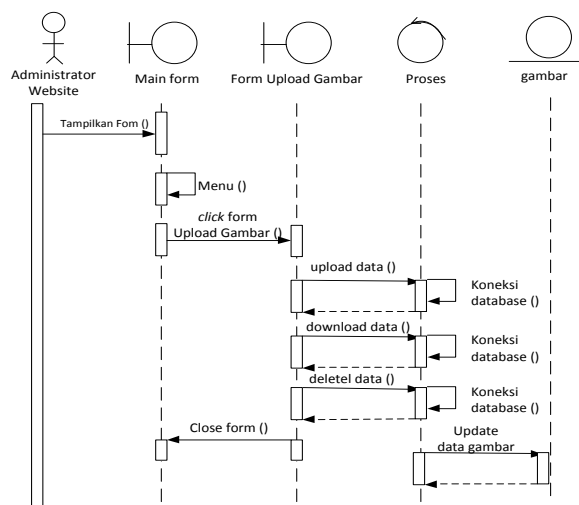 Administrator
Website
Main form
Form Upload Gambar
Proses
gambar
Tampilkan Fom ()
Menu ()
click form
Upload Gambar ()
upload data ()
Koneksi
database ()
download data ()
Koneksi
database ()
deletel data ()
Koneksi
database ()
Close form ()
Update
data gambar